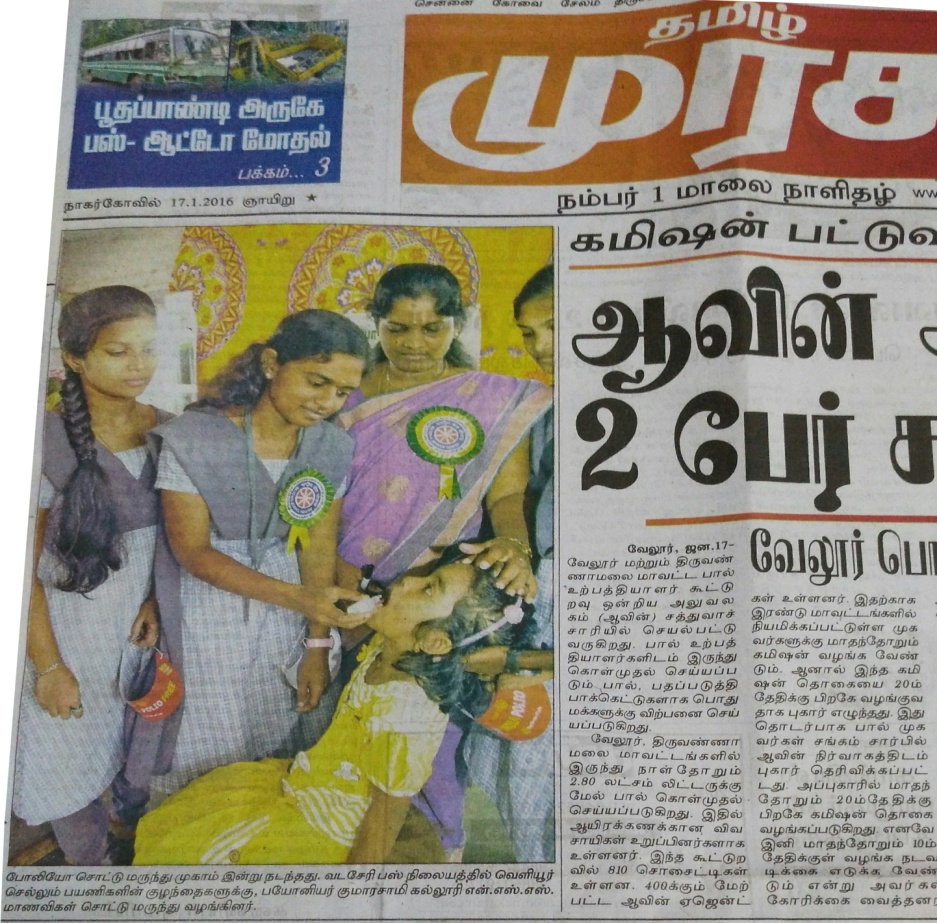 சென்னை கோவை சேலம்
தமிழ்
முரசு
பூதப்பாண்டி அருகே
பஸ்- ஆட்டோ மோதல்
பக்கம்... 3
நாகர்கோவில் 17.1.2016 ஞாயிறு ★
நம்பர் 1 மாலை நாளிதழ் ww
கமிஷன் பட்டுவ
ஆவின்
2 பேர் ச
வேலூர் பொ
வேலூர், ஜன.17-
வேலூர் மற்றும் திருவண்
ணாமலை மாவட்ட பால்
உற்பத்தியாளர் கூட்டு
றவு ஒன்றிய அலுவல
கம் (ஆவின்) சத்துவாச்
சாரியில் செயல்பட்டு
வருகிறது. பால் உற்பத்
தியாளர்களிடம் இருந்து
கொள்முதல் செய்யப்ப
டும் பால், பதப்படுத்தி
பாக்கெட்டுகளாக பொது
மக்களுக்கு விற்பனை செய்
யப்படுகிறது.
வேலூர், திருவண்ணா
மலை மாவட்டங்களில்
இருந்து நாள்தோறும்
2.80 லட்சம் லிட்டருக்கு
மேல் பால் கொள்முதல்
செய்யப்படுகிறது. இதில்
ஆயிரக்கணக்கான விவ
சாயிகள் உறுப்பினர்களாக
உள்ளனர். இந்த கூட்டுற
வில் 810 சொசைட்டிகள்
உள்ளன. 400க்கும் மேற்
பட்ட ஆவின் ஏஜென்ட்
கள் உள்ளனர். இதற்காக
இரண்டு மாவட்டங்களில்
நியமிக்கப்பட்டுள்ள முக
வர்களுக்கு மாதந்தோறும்
கமிஷன் வழங்க வேண்
டும். ஆனால் இந்த கமி
ஷன் தொகையை 20ம்
தேதிக்கு பிறகே வழங்குவ
தாக புகார் எழுந்தது. இது
தொடர்பாக பால் முக
வர்கள் சங்கம் சார்பில்
ஆவின் நிர்வாகத்திடம்
புகார் தெரிவிக்கப்பட்
டது. அப்புகாரில் மாதந்
தோறும் 20ம்தேதிக்கு
பிறகே கமிஷன் தொகை
வழங்கப்படுகிறது. எனவே
இனி மாதந்தோறும் 10ம்
தேதிக்குள் வழங்க நடவ
டிக்கை எடுக்க வேண்
டும் என்று அவர்கள்
கோரிக்கை வைத்தனர்
POLIO FREE
POLIO
போலியோ சொட்டு மருந்து முகாம் இன்று நடந்தது. வடசேரி பஸ் நிலையத்தில் வெளியூர்
செல்லும் பயணிகளின் குழந்தைகளுக்கு, பயோனியர் குமாரசாமி கல்லூரி என்.எஸ்.எஸ்.
மாணவிகள் சொட்டு மருந்து வழங்கினர்.